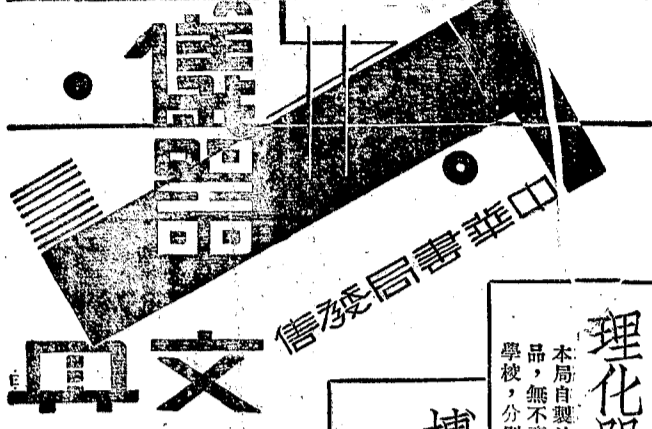 儀器
文具
中華書局發售
理化
本局自製
品，無不
學校，分
博